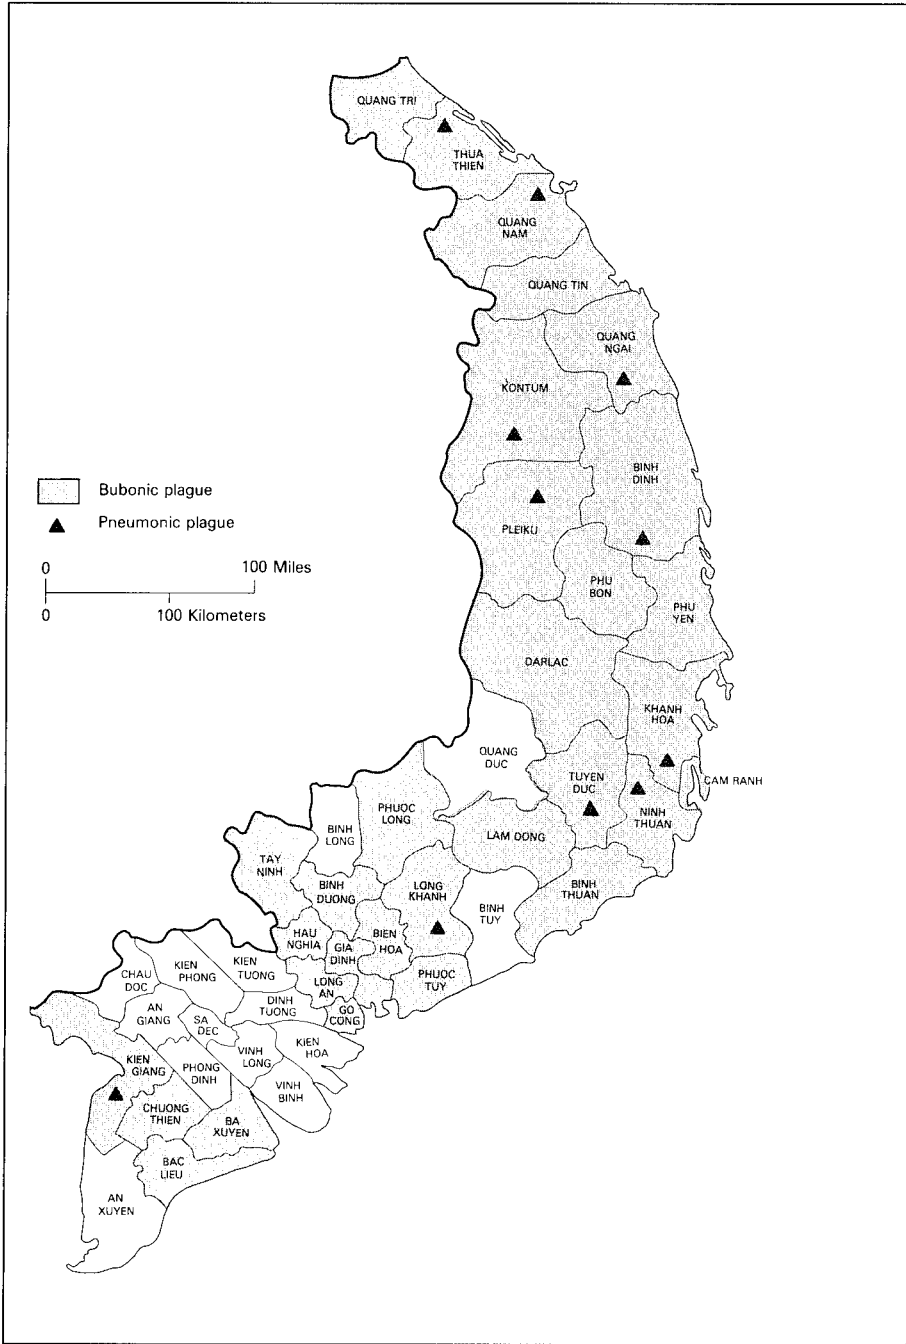 QUANG TRI
THUA
THIEN
QUANG
NAM
QUANG TIN
QUANG
NGAI
KONTUM
BINH
DINH
Bubonic plague
Pneumonic plague
PLEIKU
0 100 Miles
0 100 Kilometers
PHU
BON
PHU
YEN
DARLAC
KHANH
HOA
QUANG
DUC
TUYEN
DUC
CAM RANH
NINH
THUAN
PHUOC
LONG
BINH
LONG
LAM DONG
TAY
NINH
BINH
DUONG
LONG
KHANH
BINH
THUAN
BINH
TUY
HAU
NGHIA
GIA
DINH
BIEN
HOA
PHUOC
TUY
KIEN
TUONG
KIEN
PHONG
CHAU
DOC
LONG
AN
DINH
TUONG
GO
CONG
AN
GIANG
SA
DEC
KIEN
HOA
VINH
LONG
KIEN
GIANG
PHONG
DINH
VINH
BINH
CHUONG
THIEN
BA
XUYEN
BAC
LIEU
AN
XUYEN